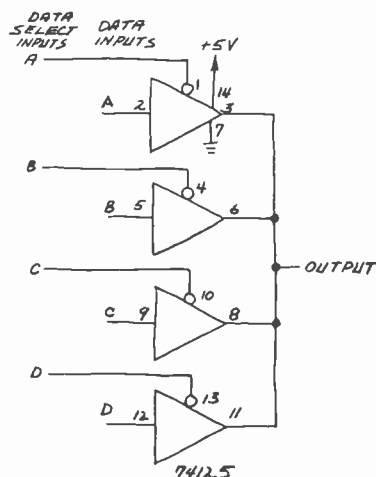 DATA SELECT INPUTS
DATA INPUTS
+5V
A
1
14
A
2
3
7
B
4
B
5
6
OUTPUT
C
10
C
9
8
D
13
D
12
11
74125